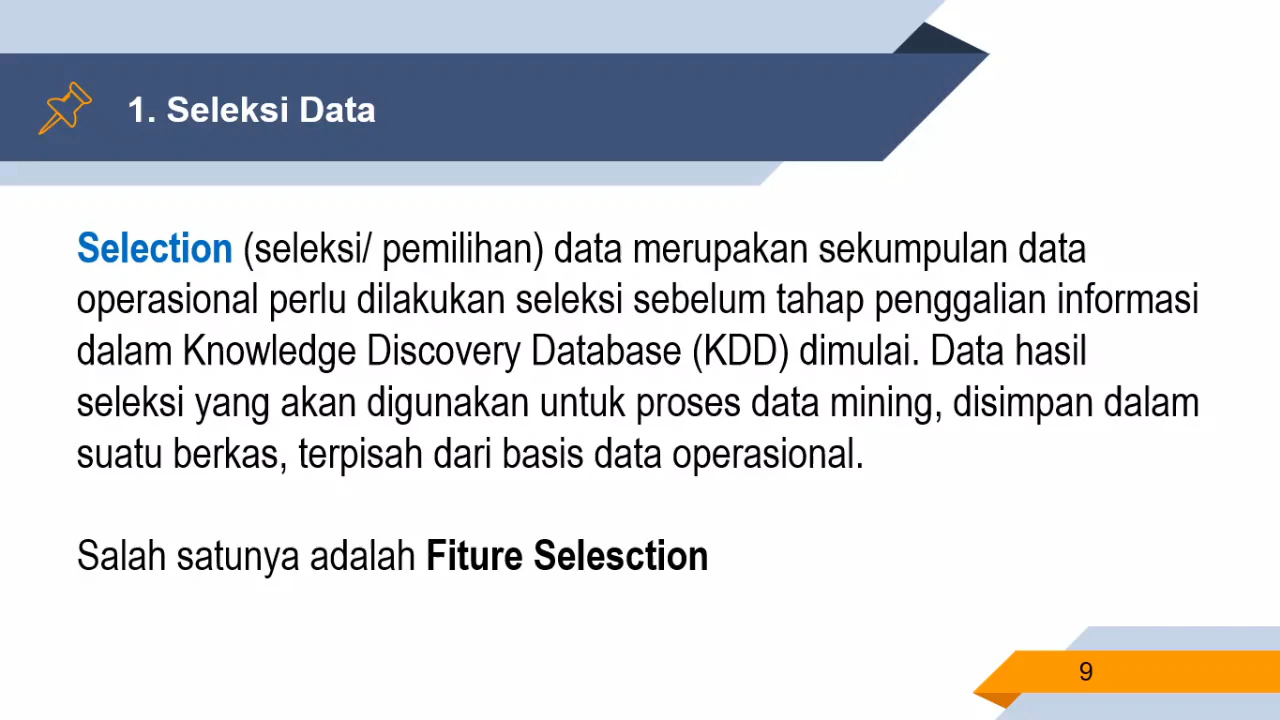 1. Seleksi Data
Selection (seleksi/ pemilihan) data merupakan sekumpulan data
operasional perlu dilakukan seleksi sebelum tahap penggalian informasi
dalam Knowledge Discovery Database (KDD) dimulai. Data hasil
seleksi yang akan digunakan untuk proses data mining, disimpan dalam
suatu berkas, terpisah dari basis data operasional.
Salah satunya adalah Fiture Selesction
9